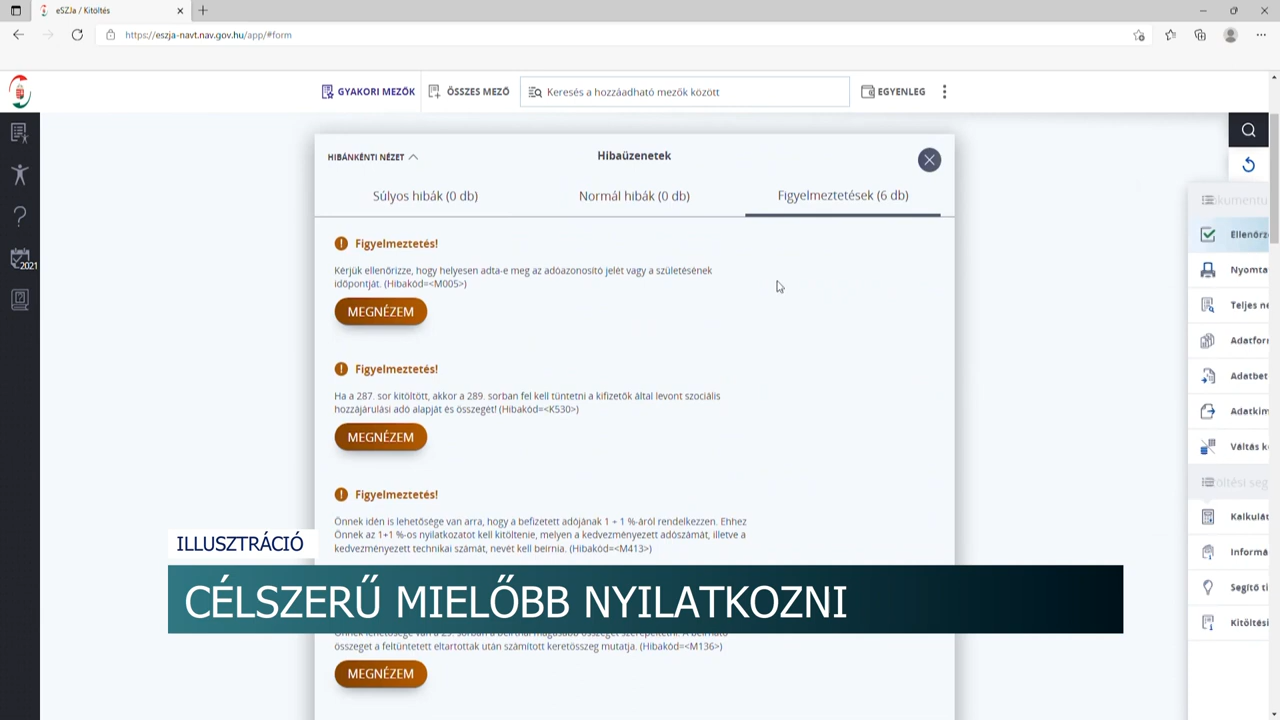 eSZJa / Kitöltés
https://eszja-navt.nav.gov.hu/app/#form
GYAKORI MEZŐK
ÖSSZES MEZŐ
Keresés a hozzáadható mezők között
EGYENLEG
HIBÁNKÉNTI NÉZET
Hibaüzenetek
Súlyos hibák (0 db)
Normál hibák (0 db)
Figyelmeztetések (6 db)
Figyelmeztetés!
Kérjük ellenőrizze, hogy helyesen adta-e meg az adóazonosító jelét vagy a születésének
időpontját. (Hibakód=<M005>)
MEGNÉZEM
Figyelmeztetés!
Ha a 287. sor kitöltött, akkor a 289. sorban fel kell tüntetni a kifizetők által levont szociális
hozzájárulási adó alapját és összegét! (Hibakód=<K530>)
MEGNÉZEM
Figyelmeztetés!
Önnek idén is lehetősége van arra, hogy a befizetett adójának 1 + 1 %-áról rendelkezzen. Ehhez
Önnek az 1+1 %-os nyilatkozatot kell kitöltenie, melyen a kedvezményezett adószámát, illetve a
kedvezményezett technikai számát, nevét kell beírnia. (Hibakód=<M413>)
ILLUSZTRÁCIÓ
CÉLSZERŰ MIELŐBB NYILATKOZNI
összeget a feltüntetett eltartottak után számított keretösszeg mutatja. (Hibakód=<M136>)
MEGNÉZEM
2021
kumentu
Ellenőrz
Nyomta
Teljes né
Adatfor
Adatbet
Adatkim
Váltás k
töltési seg
Kalkulát
Informá
Segítő ti
Kitöltési